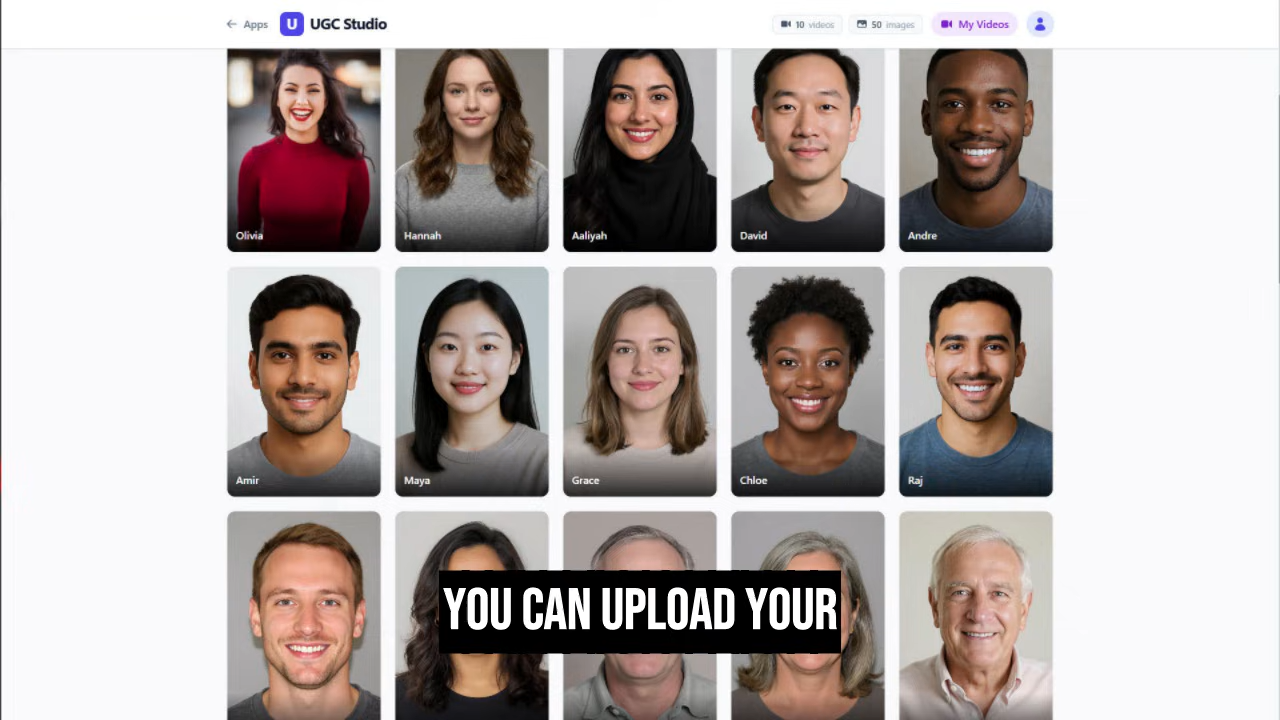 Apps
U
UGC Studio
10 videos
50 images
My Videos
Olivia
Hannah
Aaliyah
David
Andre
Amir
Maya
Grace
Chloe
Raj
YOU CAN UPLOAD YOUR